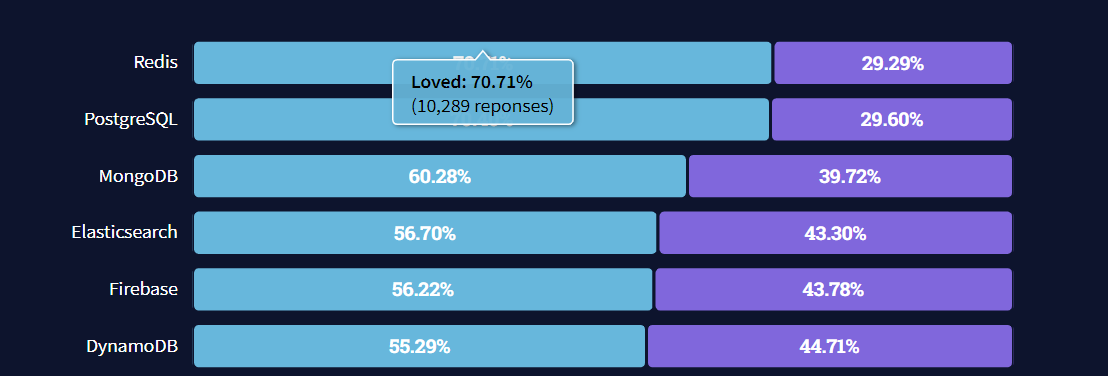 Redis
29.29%
Loved: 70.71%
(10,289 reponses)
PostgreSQL
29.60%
MongoDB
60.28%
39.72%
Elasticsearch
56.70%
43.30%
Firebase
56.22%
43.78%
DynamoDB
55.29%
44.71%